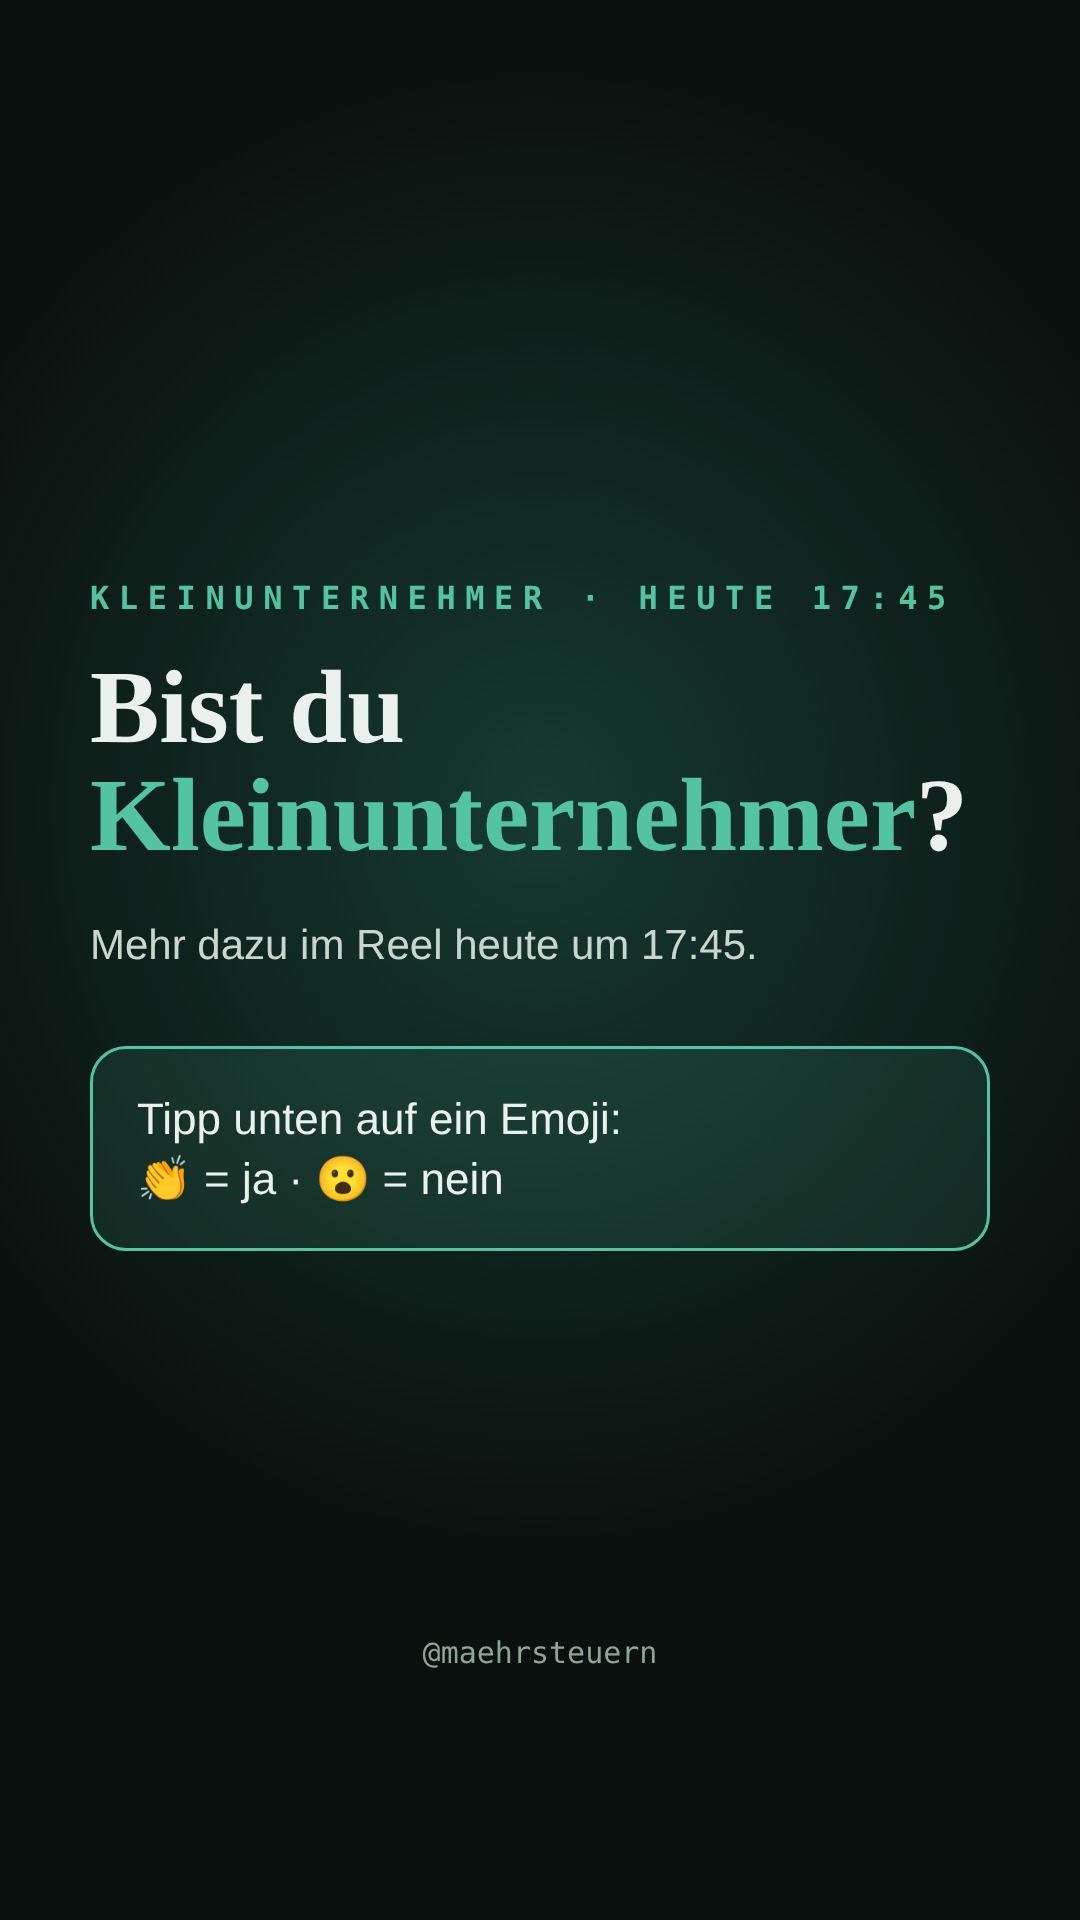 KLEINUNTERNEHMER · HEUTE 17:45
Bist du
Kleinunternehmer?
Mehr dazu im Reel heute um 17:45.
Tipp unten auf ein Emoji:
👏 = ja · 😮 = nein
@maehrsteuern